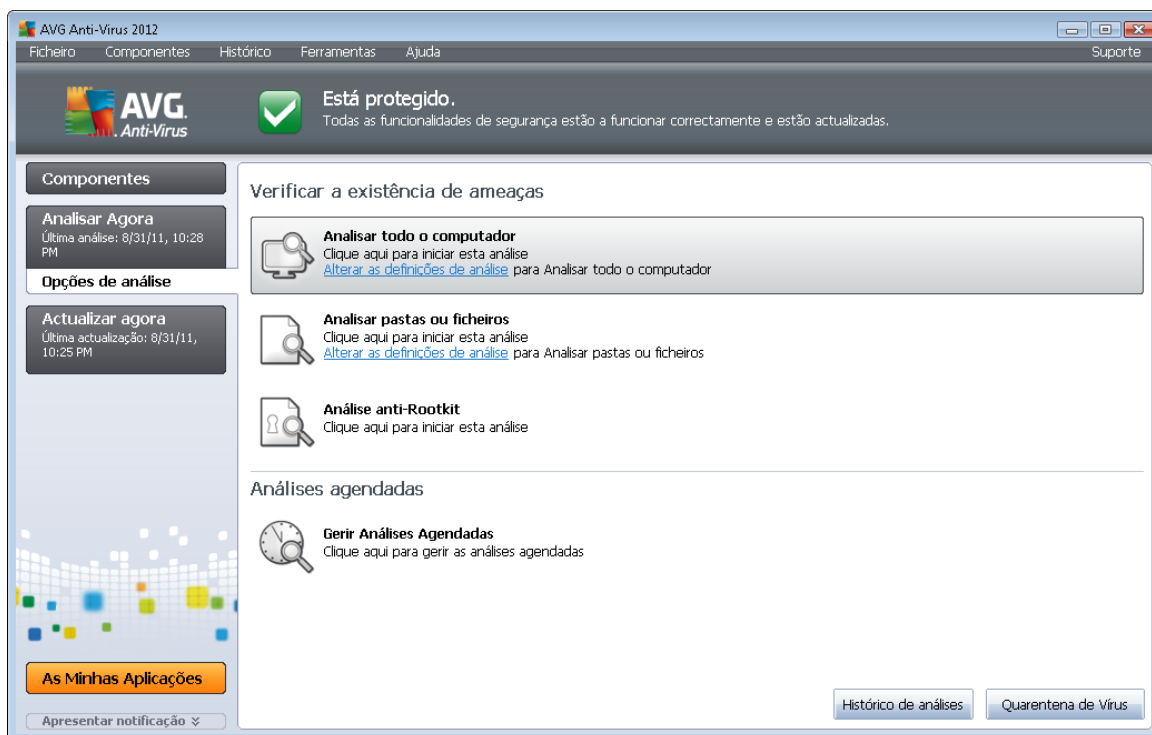 AVG Anti-Virus 2012
Ficheiro Componentes Histórico Ferramentas Ajuda Suporte
AVG.
Anti-Virus
Está protegido.
Todas as funcionalidades de segurança estão a funcionar correctamente e estão actualizadas.
Componentes
Analisar Agora
Última análise: 8/31/11, 10:28
PM
Opções de análise
Actualizar agora
Última actualização: 8/31/11,
10:25 PM
As Minhas Aplicações
Apresentar notificação
Verificar a existência de ameaças
Analisar todo o computador
Clique aqui para iniciar esta análise
Alterar as definições de análise para Analisar todo o computador
Analisar pastas ou ficheiros
Clique aqui para iniciar esta análise
Alterar as definições de análise para Analisar pastas ou ficheiros
Análise anti-Rootkit
Clique aqui para iniciar esta análise
Análises agendadas
Gerir Análises Agendadas
Clique aqui para gerir as análises agendadas
Histórico de análises
Quarentena de Vírus